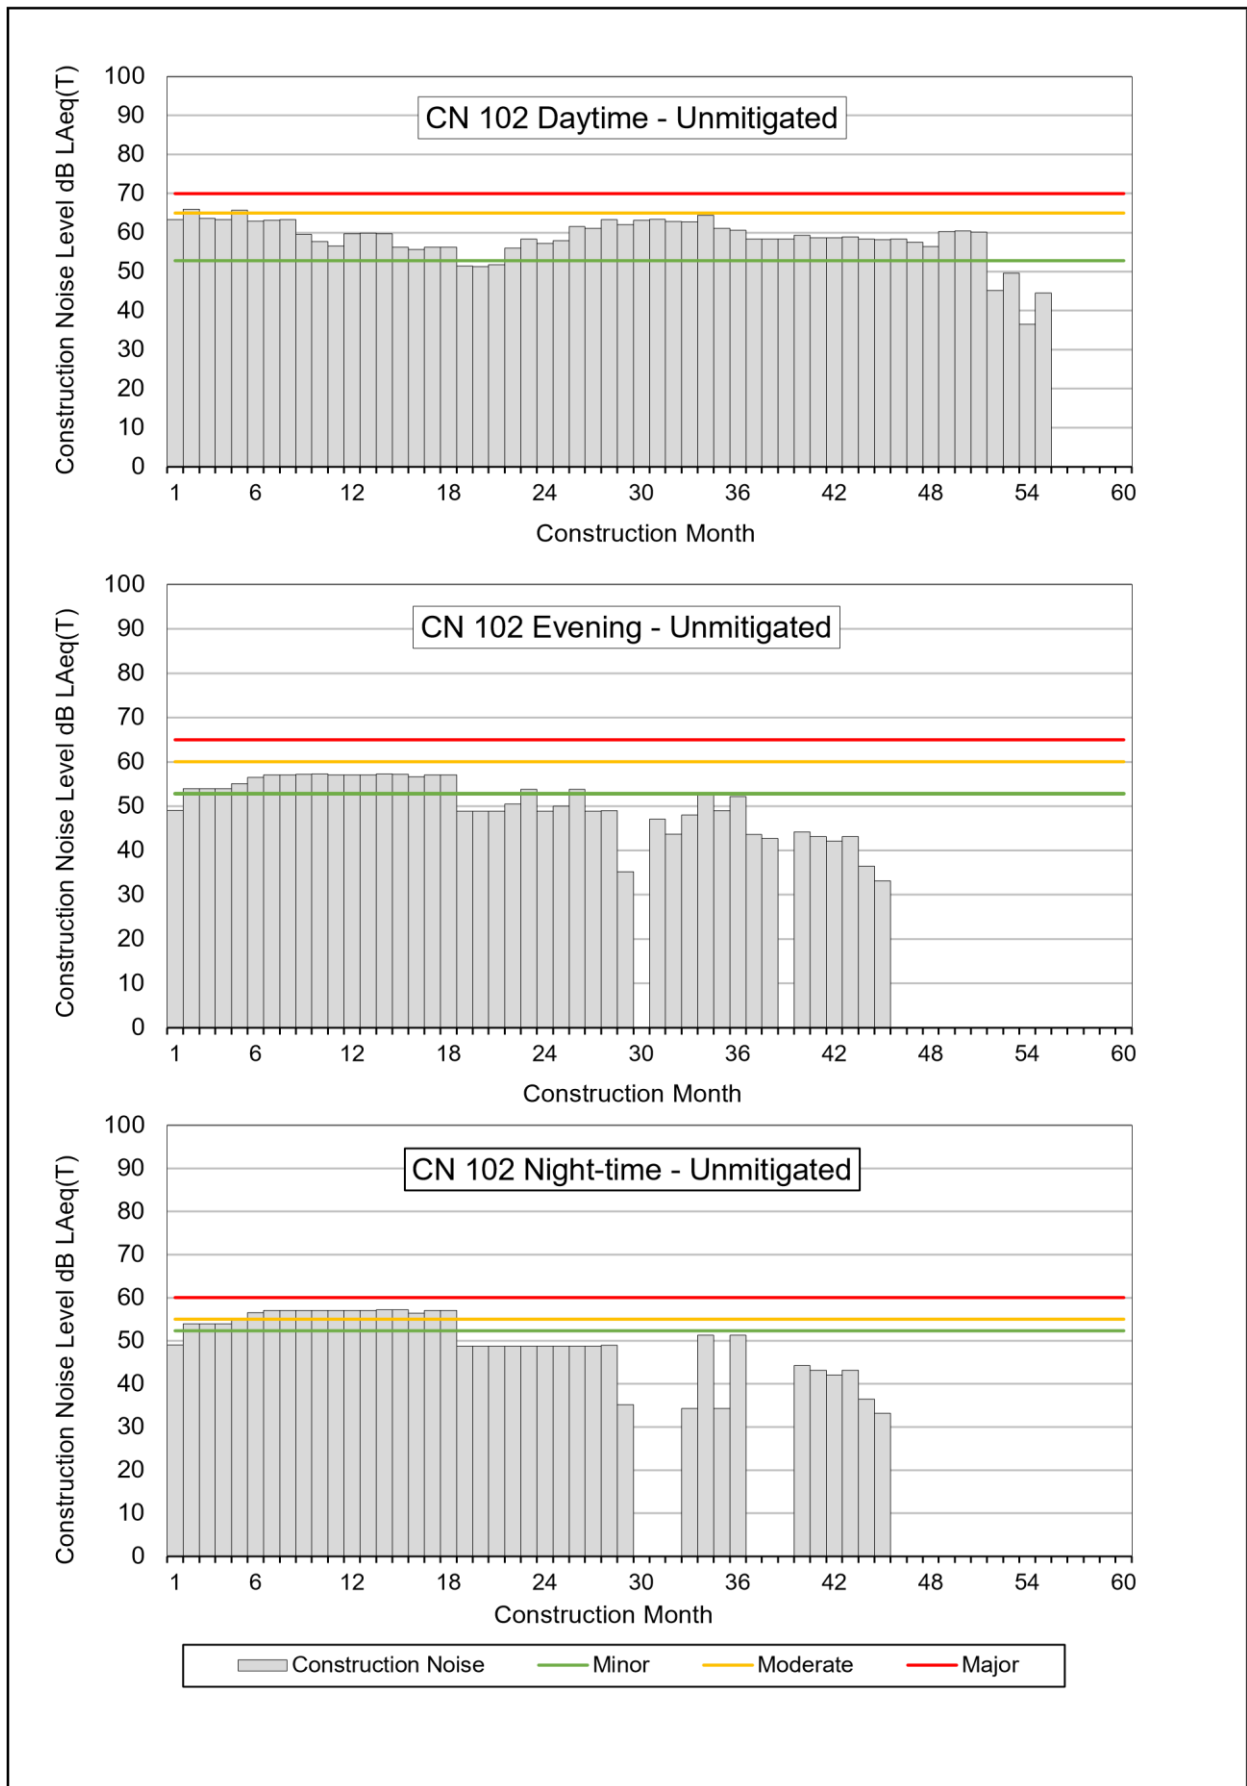 CN 102 Daytime - Unmitigated
Construction Noise Level dB LAeq(T)
100
90
80
70
60
50
40
30
20
10
0
1 6 12 18 24 30 36 42 48 54 60
Construction Month
CN 102 Evening - Unmitigated
Construction Noise Level dB LAeq(T)
100
90
80
70
60
50
40
30
20
10
0
1 6 12 18 24 30 36 42 48 54 60
Construction Month
CN 102 Night-time - Unmitigated
Construction Noise Level dB LAeq(T)
100
90
80
70
60
50
40
30
20
10
0
1 6 12 18 24 30 36 42 48 54 60
Construction Month
Construction Noise Minor Moderate Major